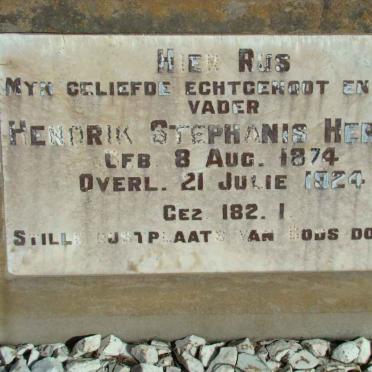 HIER RUS
MYN GELIEFDE ECHTGENOOT EN
VADER
HENDRIK STEPHANIS HER
GEB. 8 AUG. 1874
OVERL. 21 JULIE 1924
GEZ 182. 1
STILLE RUSTPLAATS VAN GODS DO